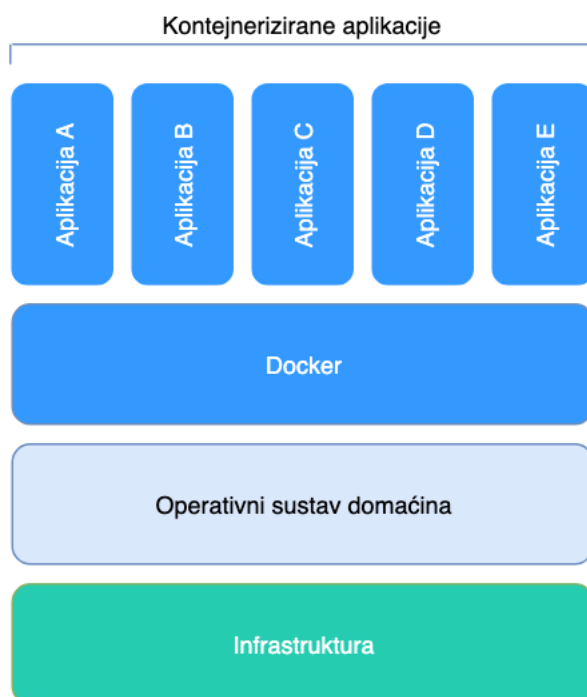 Kontejnerizirane aplikacije
Aplikacija A
Aplikacija B
Aplikacija C
Aplikacija D
Aplikacija E
Docker
Operativni sustav domaćina
Infrastruktura